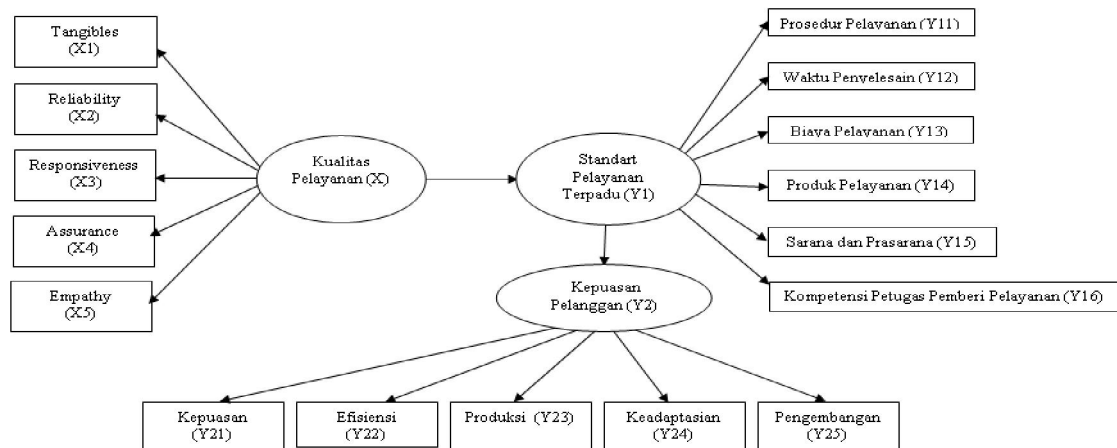 Tangibles
(X1)
Reliability
(X2)
Responsiveness
(X3)
Assurance
(X4)
Empathy
(X5)
Kualitas
Pelayanan (X)
Standart
Pelayanan
Terpadu (Y1)
Kepuasan
Pelanggan (Y2)
Prosedur Pelayanan (Y11)
Waktu Penyelesain (Y12)
Biaya Pelayanan (Y13)
Produk Pelayanan (Y14)
Sarana dan Prasarana (Y15)
Kompetensi Petugas Pemberi Pelayanan (Y16)
Kepuasan
(Y21)
Efisiensi
(Y22)
Produksi (Y23)
Keadaptasian
(Y24)
Pengembangan
(Y25)